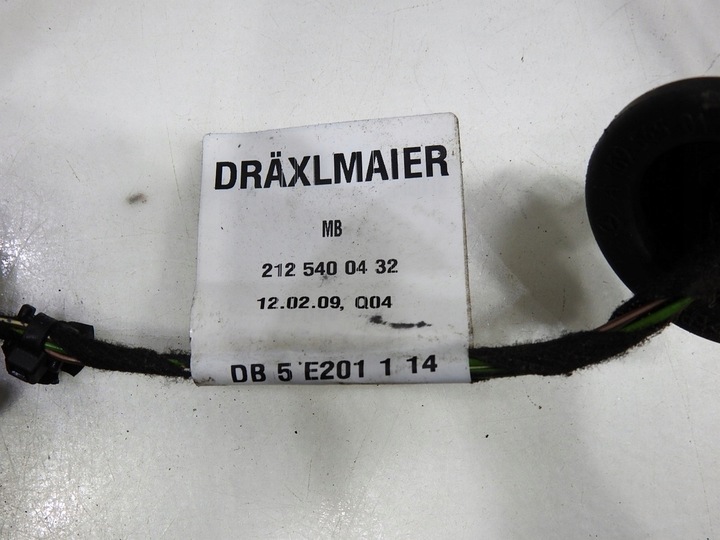 DRÄXLMAIER
MB
212 540 04 32
12.02.09, Q04
DB 5 E201 1 14